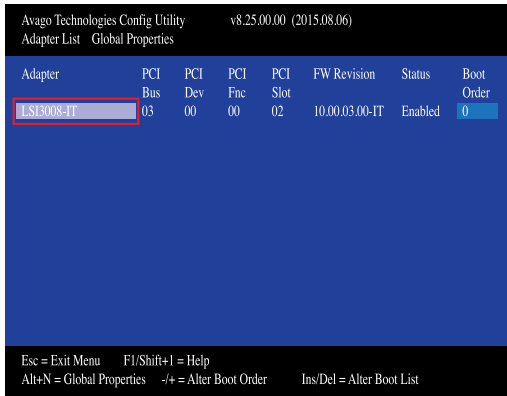 Avago Technologies Config Utility v8.25.00.00 (2015.08.06)
Adapter List Global Properties
Adapter PCI PCI PCI PCI FW Revision Status Boot
Bus Dev Fnc Slot Order
LSI3008-IT 03 00 00 02 10.00.03.00-IT Enabled 0
Esc = Exit Menu F1/Shift+1 = Help
Alt+N = Global Properties -/+ = Alter Boot Order Ins/Del = Alter Boot List